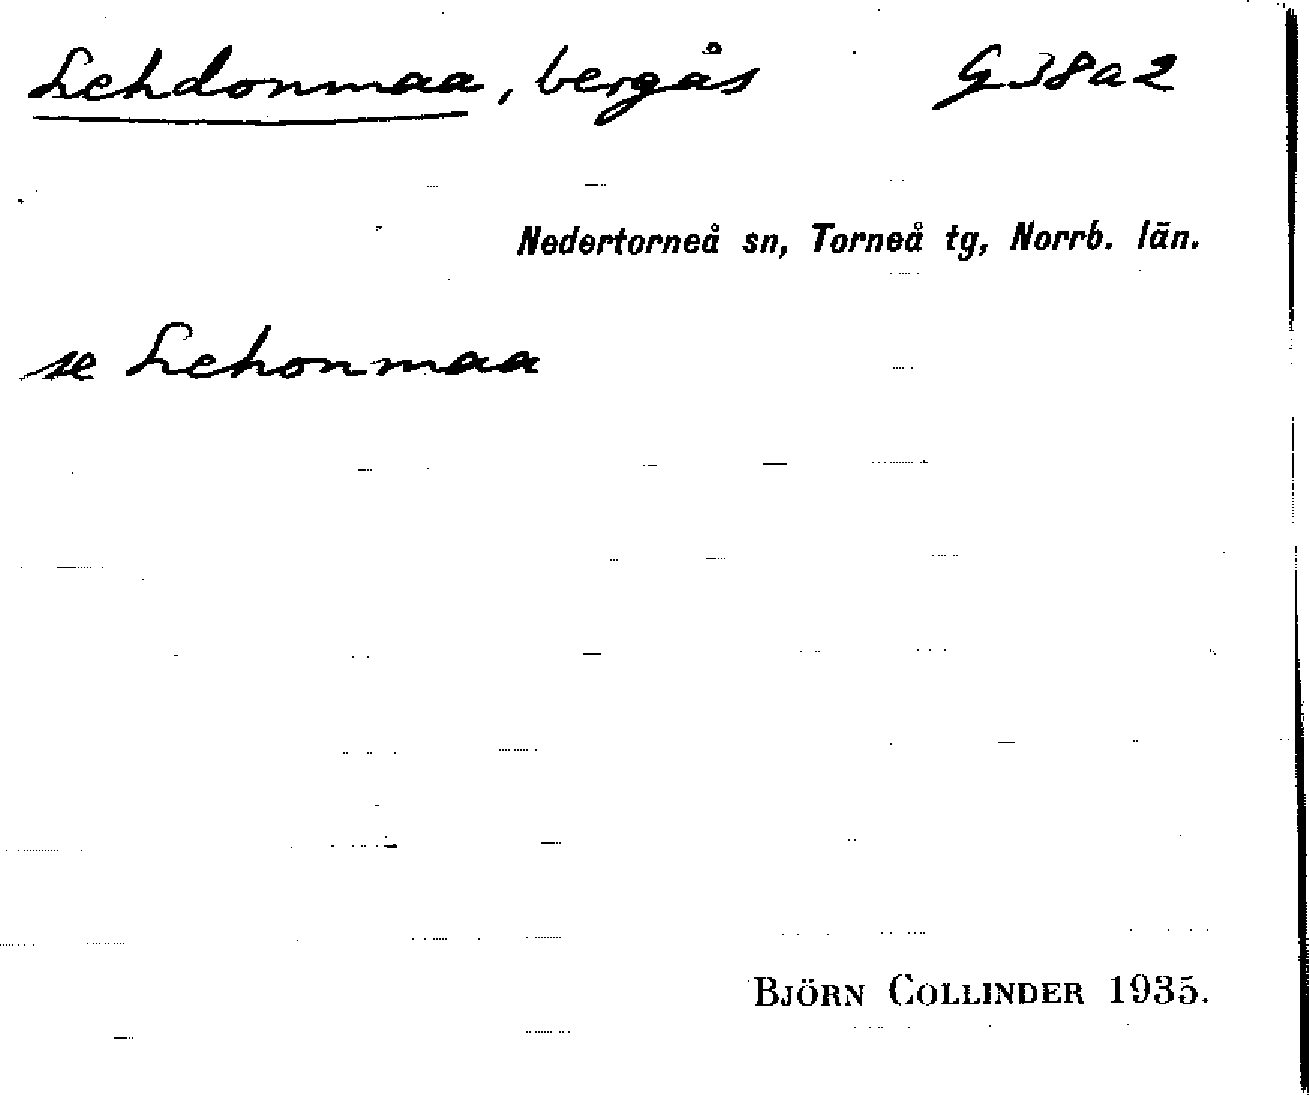 Lehdonmaa, bergås G38a2
Nedertorneå sn, Torneå tg, Norrb. län.
se Lehonmaa
BJÖRN COLLINDER 1935.